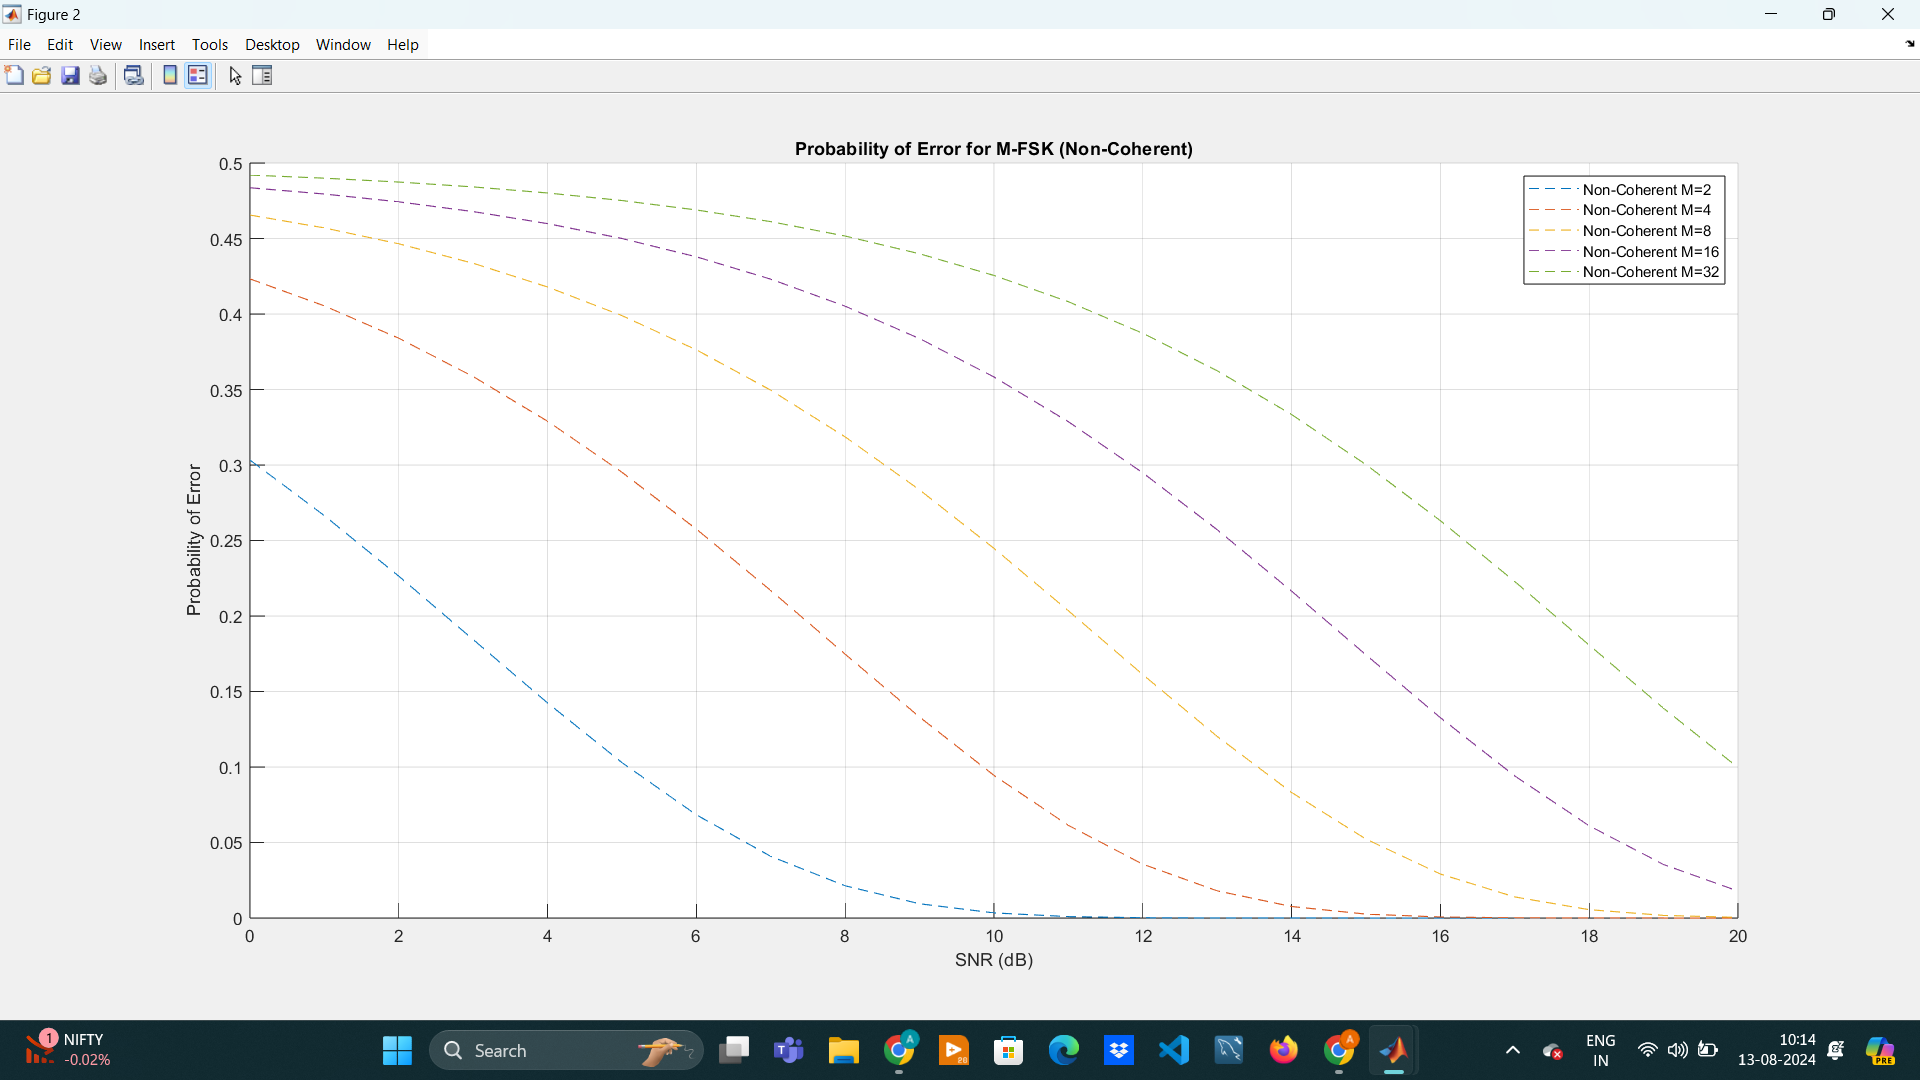 Figure 2
File Edit View Insert Tools Desktop Window Help
Probability of Error for M-FSK (Non-Coherent)
0.5
0.45
0.4
0.35
0.3
0.25
0.2
0.15
0.1
0.05
0
Probability of Error
Non-Coherent M=2
Non-Coherent M=4
Non-Coherent M=8
Non-Coherent M=16
Non-Coherent M=32
0 2 4 6 8 10 12 14 16 18 20
SNR (dB)
1
NIFTY
-0.02%
Search
T
A
20
A
ENG
IN
10:14
13-08-2024
PRE